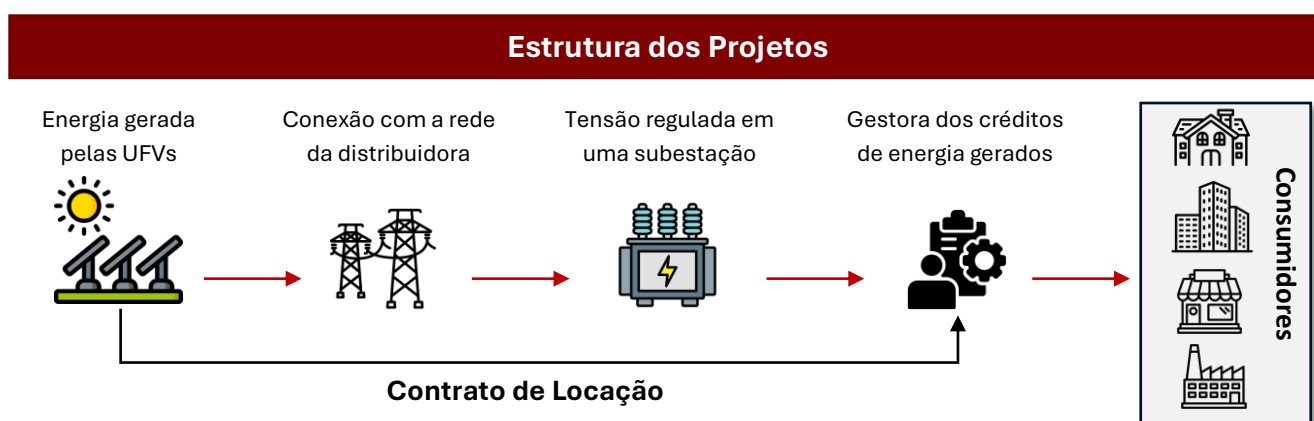 Estrutura dos Projetos
Energia gerada
pelas UFVs
Conexão com a rede
da distribuidora
Tensão regulada em
uma subestação
Gestora dos créditos
de energia gerados
Consumidores
Contrato de Locação